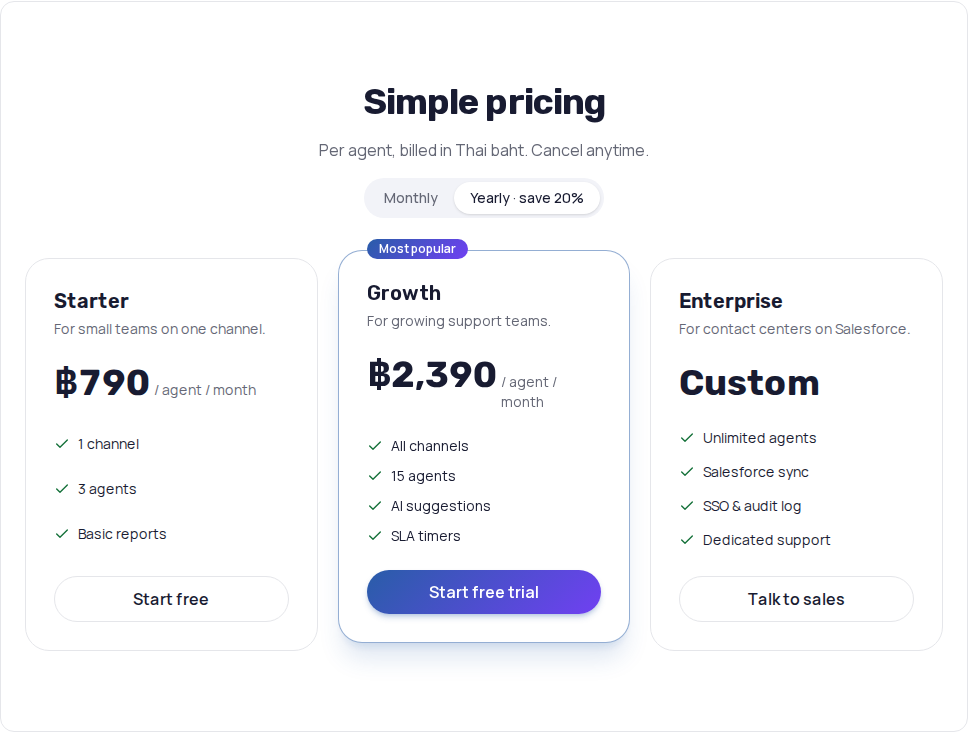 Simple pricing
Per agent, billed in Thai baht. Cancel anytime.
Monthly
Yearly · save 20%
Starter
For small teams on one channel.
฿790 / agent / month
1 channel
3 agents
Basic reports
Start free
Most popular
Growth
For growing support teams.
฿2,390 / agent /
month
All channels
15 agents
AI suggestions
SLA timers
Start free trial
Enterprise
For contact centers on Salesforce.
Custom
Unlimited agents
Salesforce sync
SSO & audit log
Dedicated support
Talk to sales